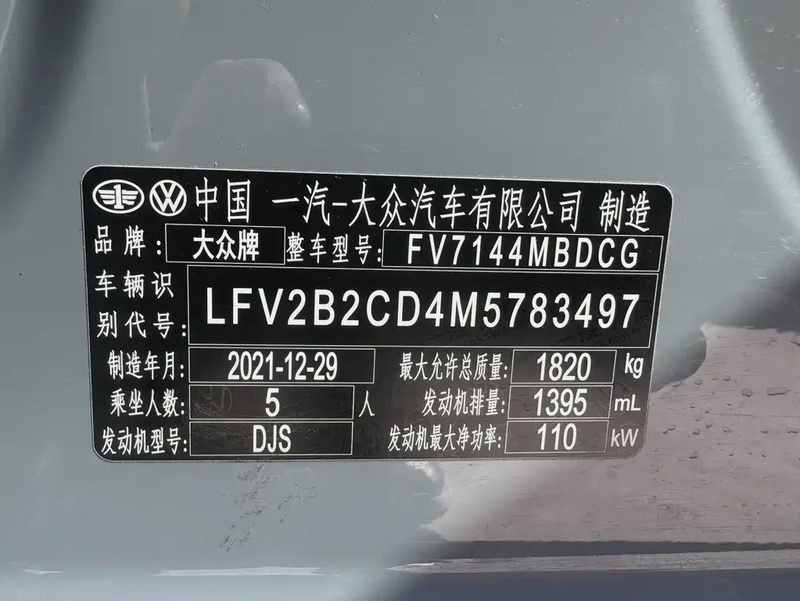 中国 一汽-大众汽车有限公司 制造
品牌: 大众牌 整车型号: FV7144MBDCG
车辆识别代号: LFV2B2CD4M5783497
制造年月: 2021-12-29 最大允许总质量: 1820 kg
乘坐人数: 5 人 发动机排量: 1395 mL
发动机型号: DJS 发动机最大净功率: 110 kW